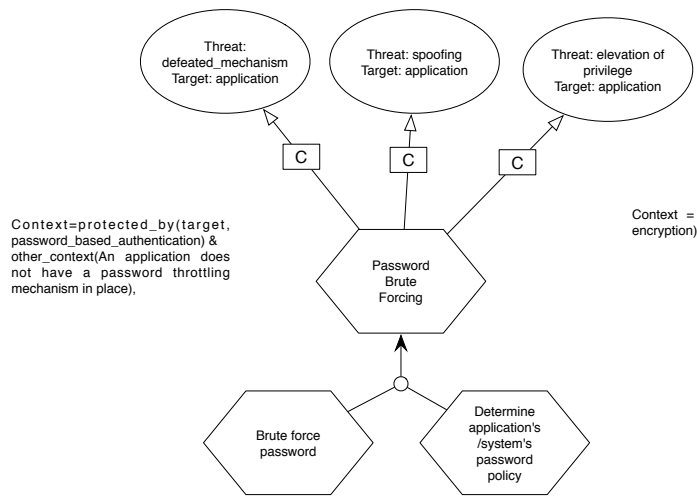 Threat:
defeated_mechanism
Target: application
Threat: spoofing
Target: application
Threat: elevation of
privilege
Target: application
C
C
C
Context=protected_by(target,
password_based_authentication) &
other_context(An application does
not have a password throttling
mechanism in place),
Context =
encryption)
Password
Brute
Forcing
Brute force
password
Determine
application's
/system's
password
policy